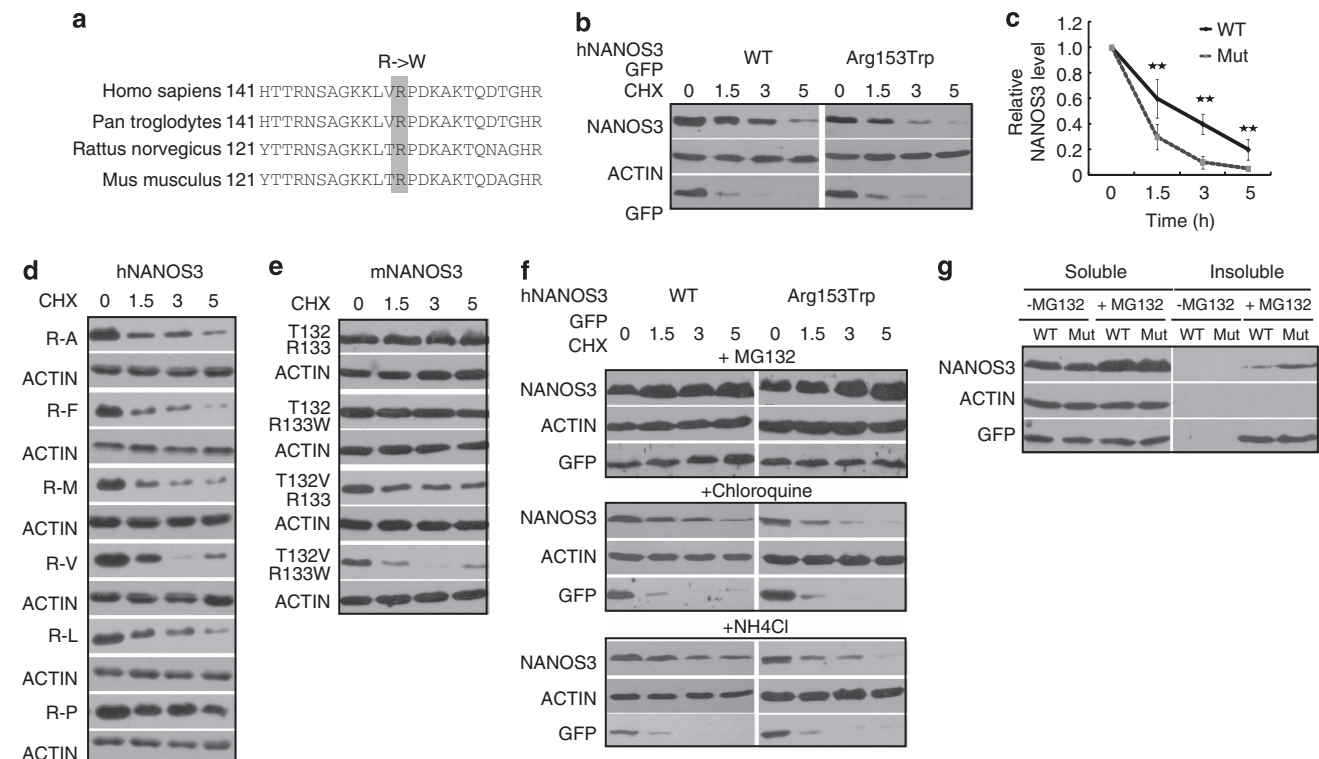 a
R->W
Homo sapiens 141 HTTRNSAGKKLVRPDKAKTQDTGHR
Pan troglodytes 141 HTTRNSAGKKLVRPDKAKTQDTGHR
Rattus norvegicus 121 YTTRNSAGKKLTRPDKAKTQNAGHR
Mus musculus 121 YTTRNSAGKKLTRPDKAKTQDAGHR
b
hNANOS3 WT Arg153Trp
GFP
CHX 0 1.5 3 5 0 1.5 3 5
NANOS3
ACTIN
GFP
c
Relative
NANOS3 level
1.2
1.0
0.8
0.6
0.4
0.2
0
WT
Mut
★★
★★
★★
0 1.5 3 5
Time (h)
d
hNANOS3
CHX 0 1.5 3 5
R-A
ACTIN
R-F
ACTIN
R-M
ACTIN
R-V
ACTIN
R-L
ACTIN
R-P
ACTIN
e
mNANOS3
CHX 0 1.5 3 5
T132
R133
ACTIN
T132
R133W
ACTIN
T132V
R133
ACTIN
T132V
R133W
ACTIN
f
hNANOS3 WT Arg153Trp
GFP
CHX 0 1.5 3 5 0 1.5 3 5
+ MG132
NANOS3
ACTIN
GFP
+Chloroquine
NANOS3
ACTIN
GFP
+NH4Cl
NANOS3
ACTIN
GFP
g
Soluble Insoluble
-MG132 + MG132 -MG132 + MG132
WT Mut WT Mut WT Mut WT Mut
NANOS3
ACTIN
GFP